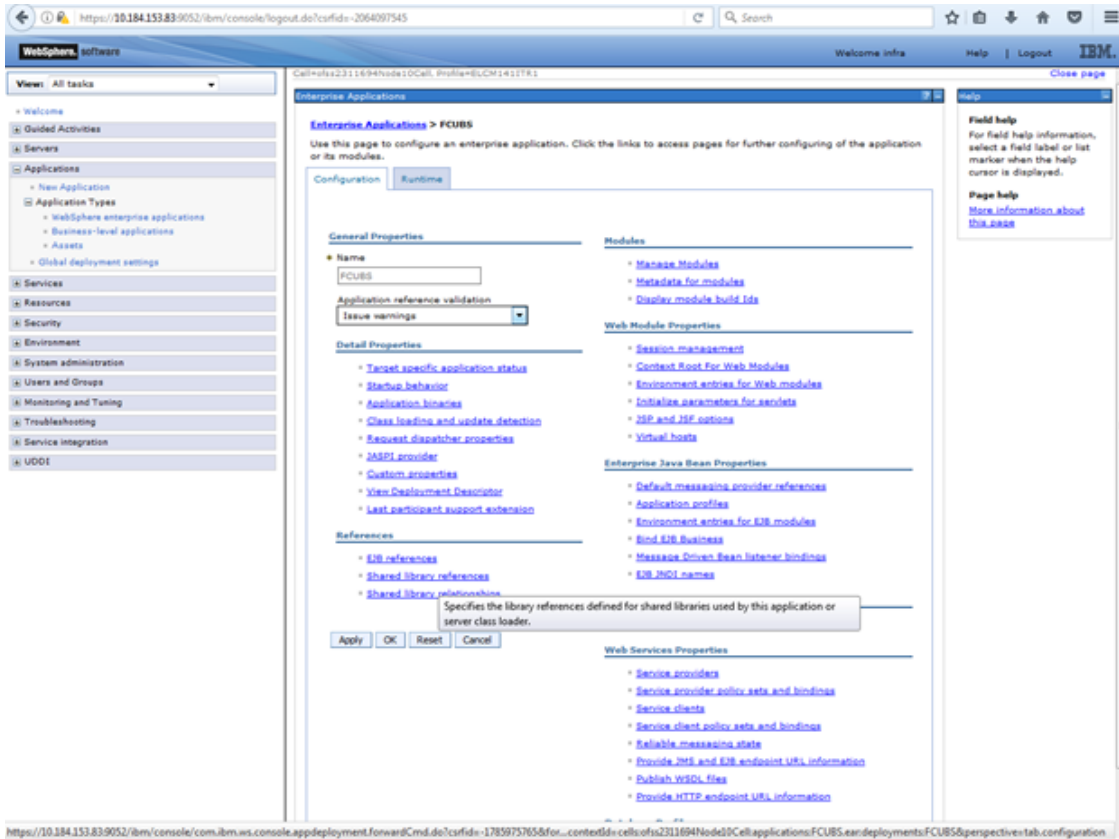 https://10.184.153.83:9052/ibm/console/logout.do?csrfid=-2064097545
Search
WebSphere. software
Welcome infra
Help | Logout
IBM.
View: All tasks
Welcome
Guided Activities
Servers
Applications
New Application
Application Types
WebSphere enterprise applications
Business-level applications
Assets
Global deployment settings
Services
Resources
Security
Environment
System administration
Users and Groups
Monitoring and Tuning
Troubleshooting
Service integration
UDDI
Close page
Enterprise Applications
Enterprise Applications > FCUBS
Use this page to configure an enterprise application. Click the links to access pages for further configuring of the application
or its modules.
Configuration
Runtime
General Properties
Name
FCUBS
Application reference validation
Issue warnings
Detail Properties
Target specific application status
Startup behavior
Application binaries
Class loading and update detection
Request dispatcher properties
JASPI provider
Custom properties
View Deployment Descriptor
Last participant support extension
References
EJB references
Shared library references
Shared library relationships
Specifies the library references defined for shared libraries used by this application or
server class loader.
Apply
OK
Reset
Cancel
Modules
Manage Modules
Metadata for modules
Display module build Ids
Web Module Properties
Session management
Context Root For Web Modules
Environment entries for Web modules
Initialize parameters for servlets
JSP and JSF options
Virtual hosts
Enterprise Java Bean Properties
Default messaging provider references
Application profiles
Environment entries for EJB modules
Bind EJB Business
Message Driven Bean listener bindings
EJB JNDI names
Web Services Properties
Service providers
Service provider policy sets and bindings
Service clients
Service client policy sets and bindings
Reliable messaging state
Provide JMS and EJB endpoint URL information
Publish WSDL files
Provide HTTP endpoint URL information
Help
Field help
For field help information,
select a field label or list
marker when the help
cursor is displayed.
Page help
More information about
this page
https://10.184.153.83:9052/ibm/console/com.ibm.ws.console.appdeployment.forwardCmd.do?csrfid=-1785975765&for...contextId=cells:ofss2311694Node10Cell:applications:FCUBS.ear:deployments:FCUBS&perspective=tab.configuration